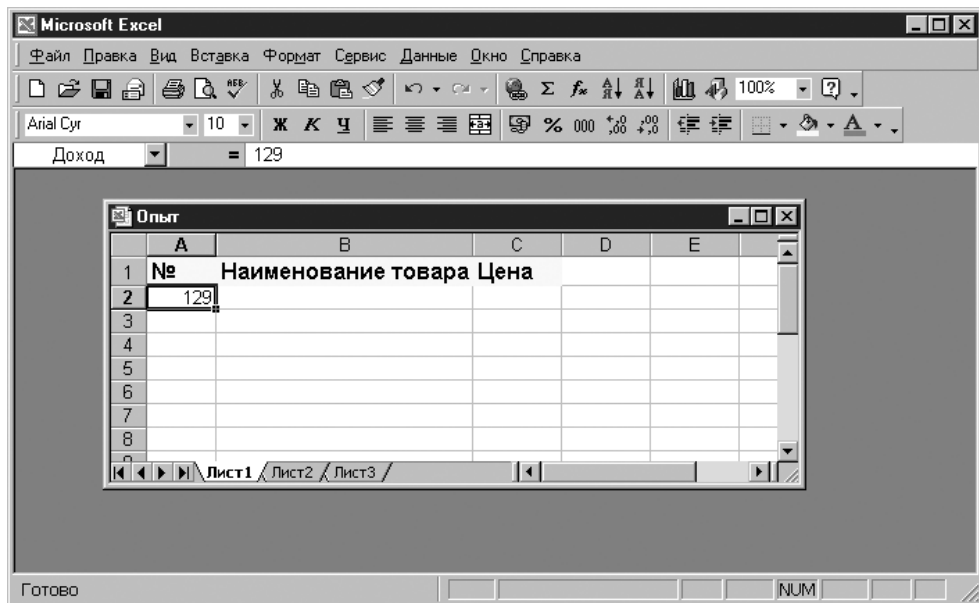 Microsoft Excel
Файл Правка Вид Вставка Формат Сервис Данные Окно Справка
100%
Arial Cyr 10 Ж К Ч % 000
Доход = 129
Опыт
A B C D E
1 № Наименование товара Цена
2 129
3
4
5
6
7
8
Лист1 Лист2 Лист3
Готово NUM